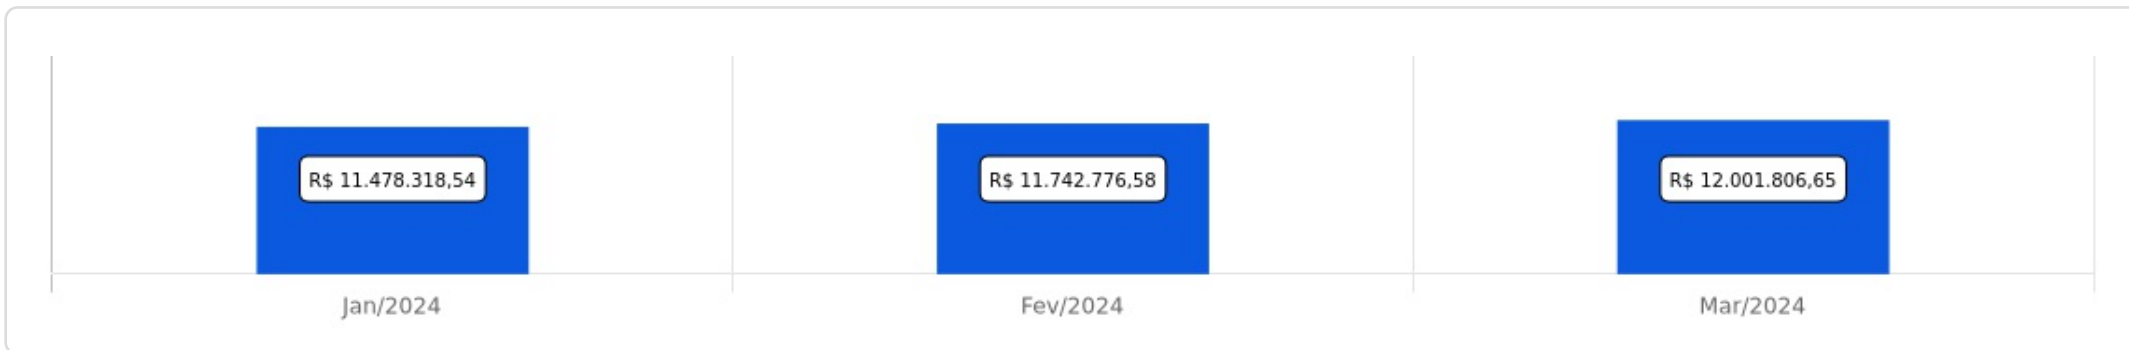 R$ 11.478.318,54
R$ 11.742.776,58
R$ 12.001.806,65
Jan/2024
Fev/2024
Mar/2024